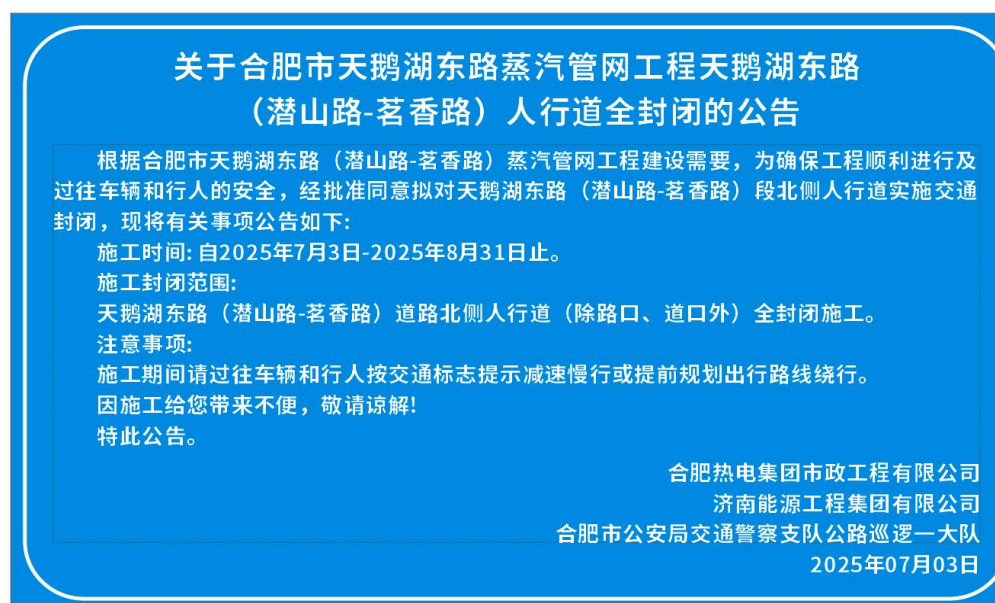 关于合肥市天鹅湖东路蒸汽管网工程天鹅湖东路
（潜山路-茗香路）人行道全封闭的公告
根据合肥市天鹅湖东路（潜山路-茗香路）蒸汽管网工程建设需要，为确保工程顺利进行及
过往车辆和行人的安全，经批准同意拟对天鹅湖东路（潜山路-茗香路）段北侧人行道实施交通
封闭，现将有关事项公告如下:
施工时间: 自2025年7月3日-2025年8月31日止。
施工封闭范围:
天鹅湖东路（潜山路-茗香路）道路北侧人行道（除路口、道口外）全封闭施工。
注意事项:
施工期间请过往车辆和行人按交通标志提示减速慢行或提前规划出行路线绕行。
因施工给您带来不便，敬请谅解!
特此公告。
合肥热电集团市政工程有限公司
济南能源工程集团有限公司
合肥市公安局交通警察支队公路巡逻一大队
2025年07月03日